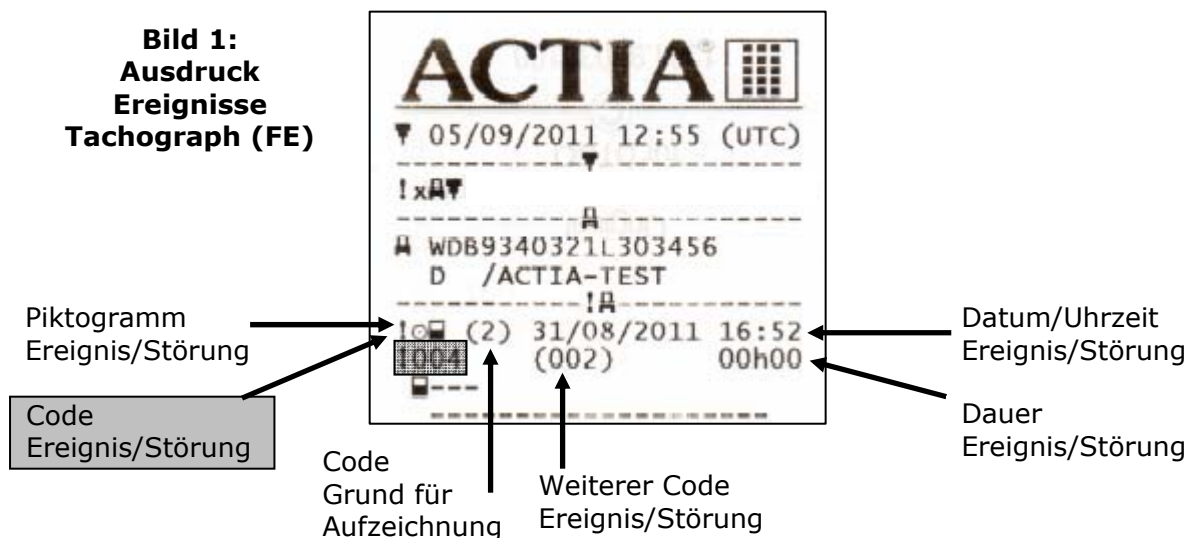 Bild 1:
Ausdruck
Ereignisse
Tachograph (FE)
ACTIA®
05/09/2011 12:55 (UTC)
!x
WDB9340321L303456
D /ACTIA-TEST
!
! (2) 31/08/2011 16:52
1004 (002) 00h00
---
Piktogramm
Ereignis/Störung
Code
Ereignis/Störung
Code
Grund für
Aufzeichnung
Weiterer Code
Ereignis/Störung
Datum/Uhrzeit
Ereignis/Störung
Dauer
Ereignis/Störung